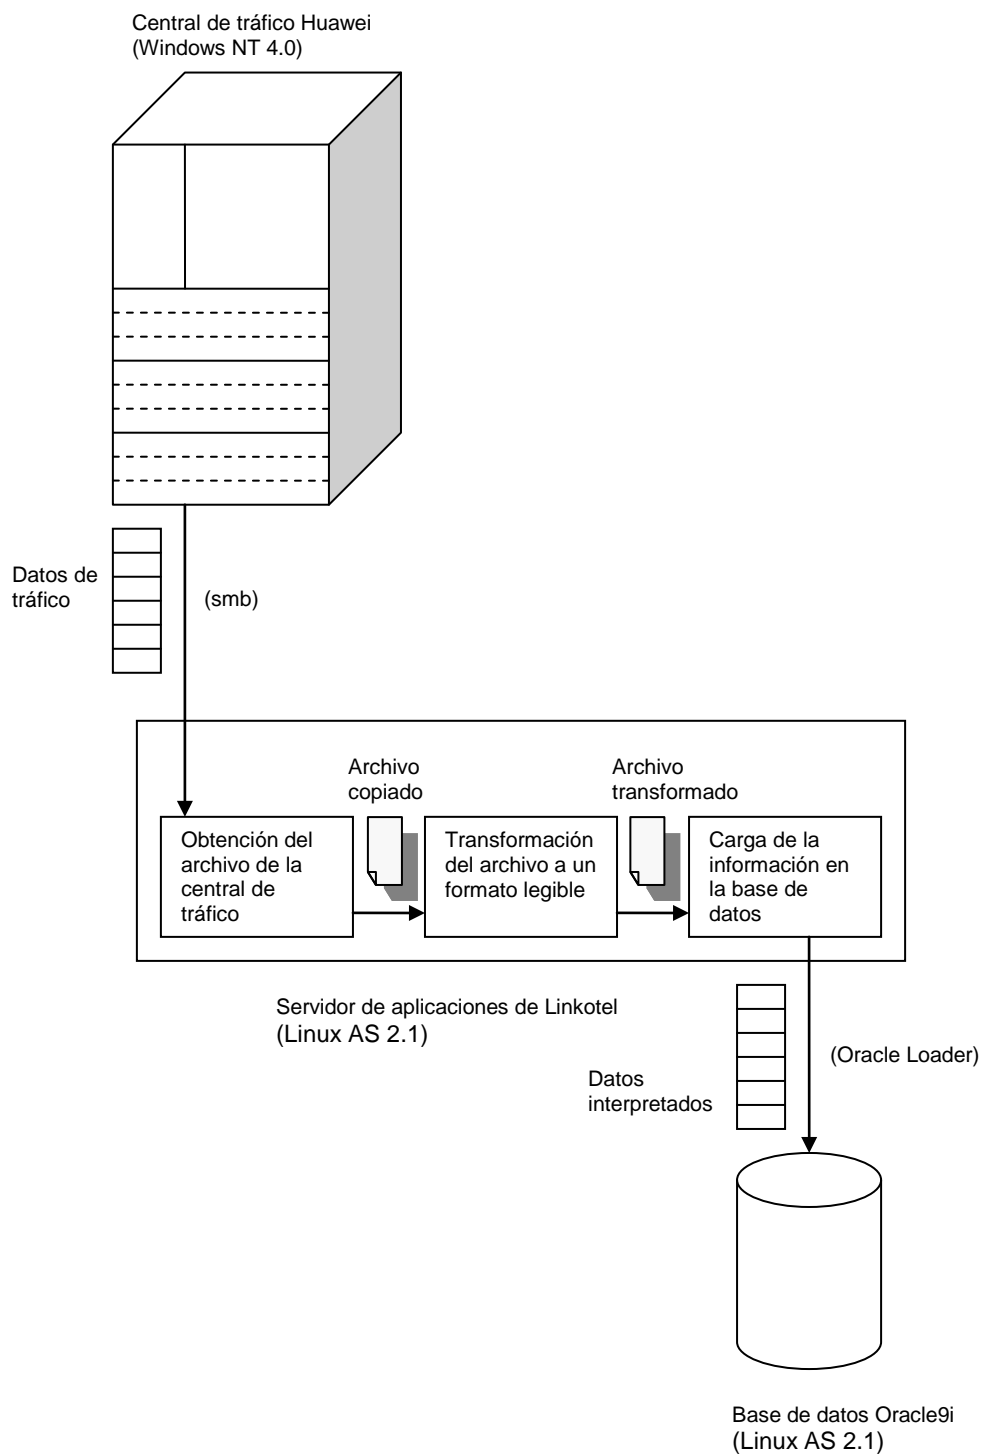 Central de tráfico Huawei
(Windows NT 4.0)
Datos de
tráfico
(smb)
Archivo
copiado
Archivo
transformado
Obtención del
archivo de la
central de
tráfico
Transformación
del archivo a un
formato legible
Carga de la
información en
la base de
datos
Servidor de aplicaciones de Linkotel
(Linux AS 2.1)
(Oracle Loader)
Datos
interpretados
Base de datos Oracle9i
(Linux AS 2.1)